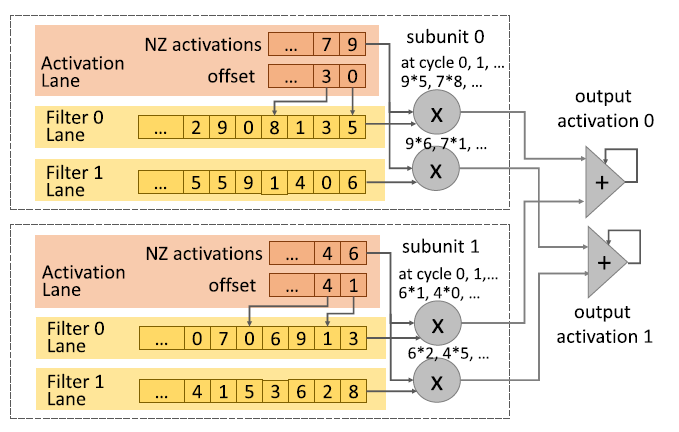 NZ activations ... 7 9
subunit 0
Activation Lane
offset ... 3 0
at cycle 0, 1, ...
9*5, 7*8, ...
Filter 0 Lane
... 2 9 0 8 1 3 5
X
9*6, 7*1, ...
Filter 1 Lane
... 5 5 9 1 4 0 6
X
output
activation 0
+
NZ activations ... 4 6
subunit 1
Activation Lane
offset ... 4 1
at cycle 0, 1,...
6*1, 4*0, ...
Filter 0 Lane
... 0 7 0 6 9 1 3
X
6*2, 4*5, ...
Filter 1 Lane
... 4 1 5 3 6 2 8
X
+
output
activation 1